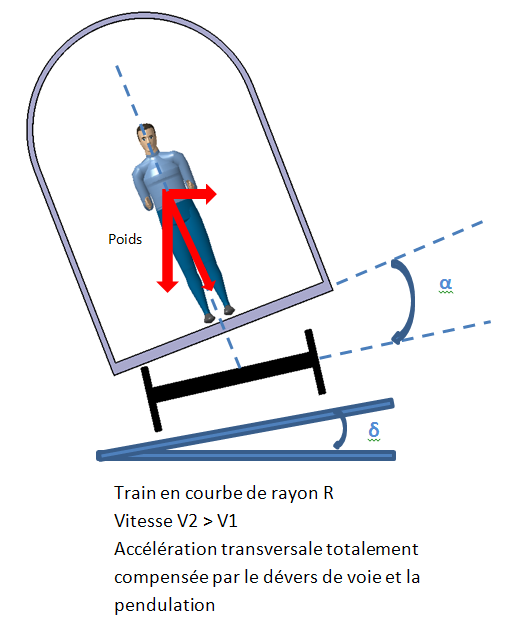 Poids
α
δ
Train en courbe de rayon R
Vitesse V2 > V1
Accélération transversale totalement
compensée par le dévers de voie et la
pendulation